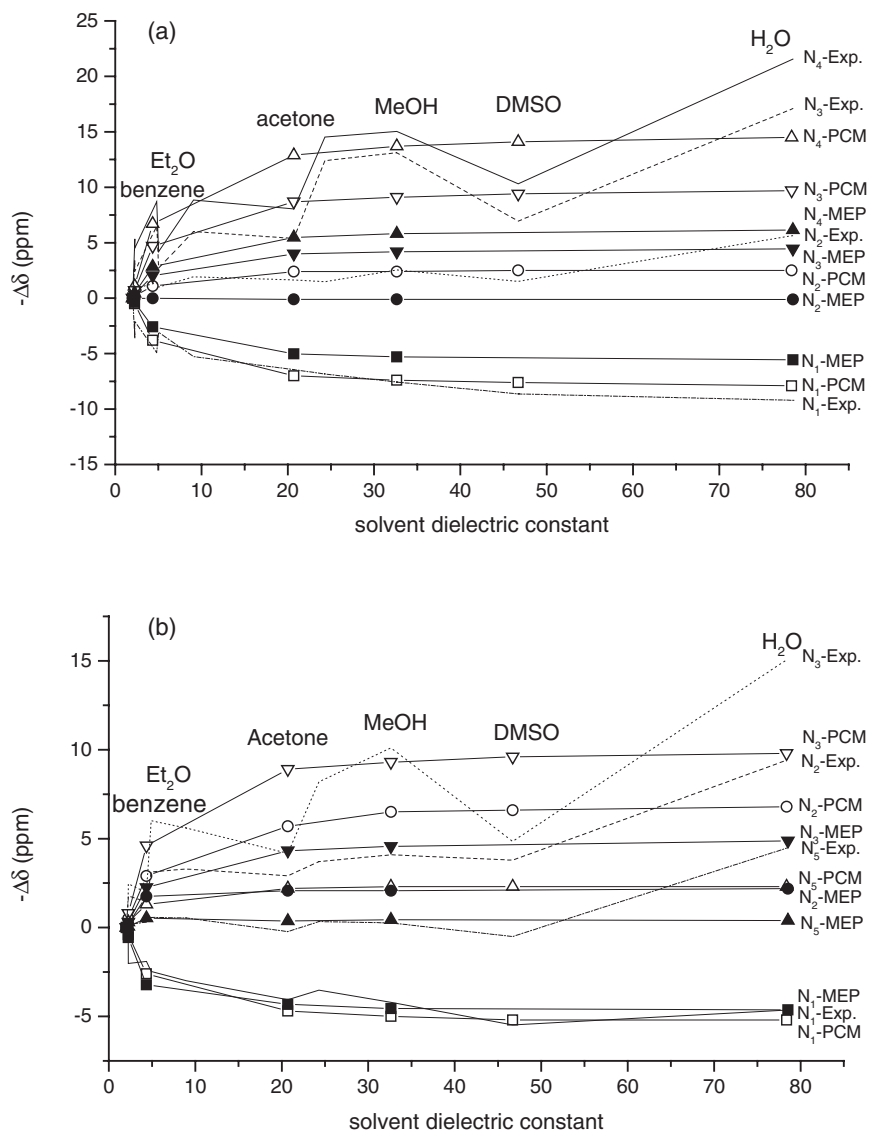 (a)
25
20
15
10
5
0
-5
-10
-15
-Δδ (ppm)
Et₂O
benzene
acetone
MeOH
DMSO
H₂O
N₄-Exp.
N₃-Exp.
N₄-PCM
N₃-PCM
N₄-MEP
N₂-Exp.
N₃-MEP
N₂-PCM
N₂-MEP
N₁-MEP
N₁-PCM
N₁-Exp.
0 10 20 30 40 50 60 70 80
solvent dielectric constant
(b)
15
10
5
0
-5
-Δδ (ppm)
Et₂O
benzene
Acetone
MeOH
DMSO
H₂O
N₃-Exp.
N₃-PCM
N₂-Exp.
N₂-PCM
N₃-MEP
N₅-Exp.
N₅-PCM
N₂-MEP
N₅-MEP
N₁-MEP
N₁-Exp.
N₁-PCM
0 10 20 30 40 50 60 70 80
solvent dielectric constant